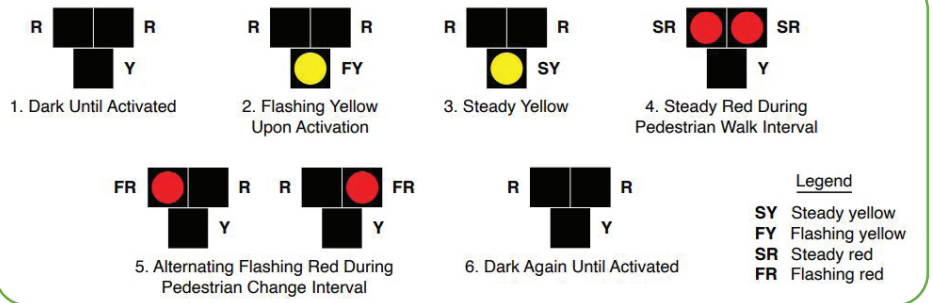 R R
Y
1. Dark Until Activated
R R
FY
2. Flashing Yellow
Upon Activation
R R
SY
3. Steady Yellow
SR SR
Y
4. Steady Red During
Pedestrian Walk Interval
FR R
Y
R FR
Y
5. Alternating Flashing Red During
Pedestrian Change Interval
R R
Y
6. Dark Again Until Activated
Legend
SY Steady yellow
FY Flashing yellow
SR Steady red
FR Flashing red